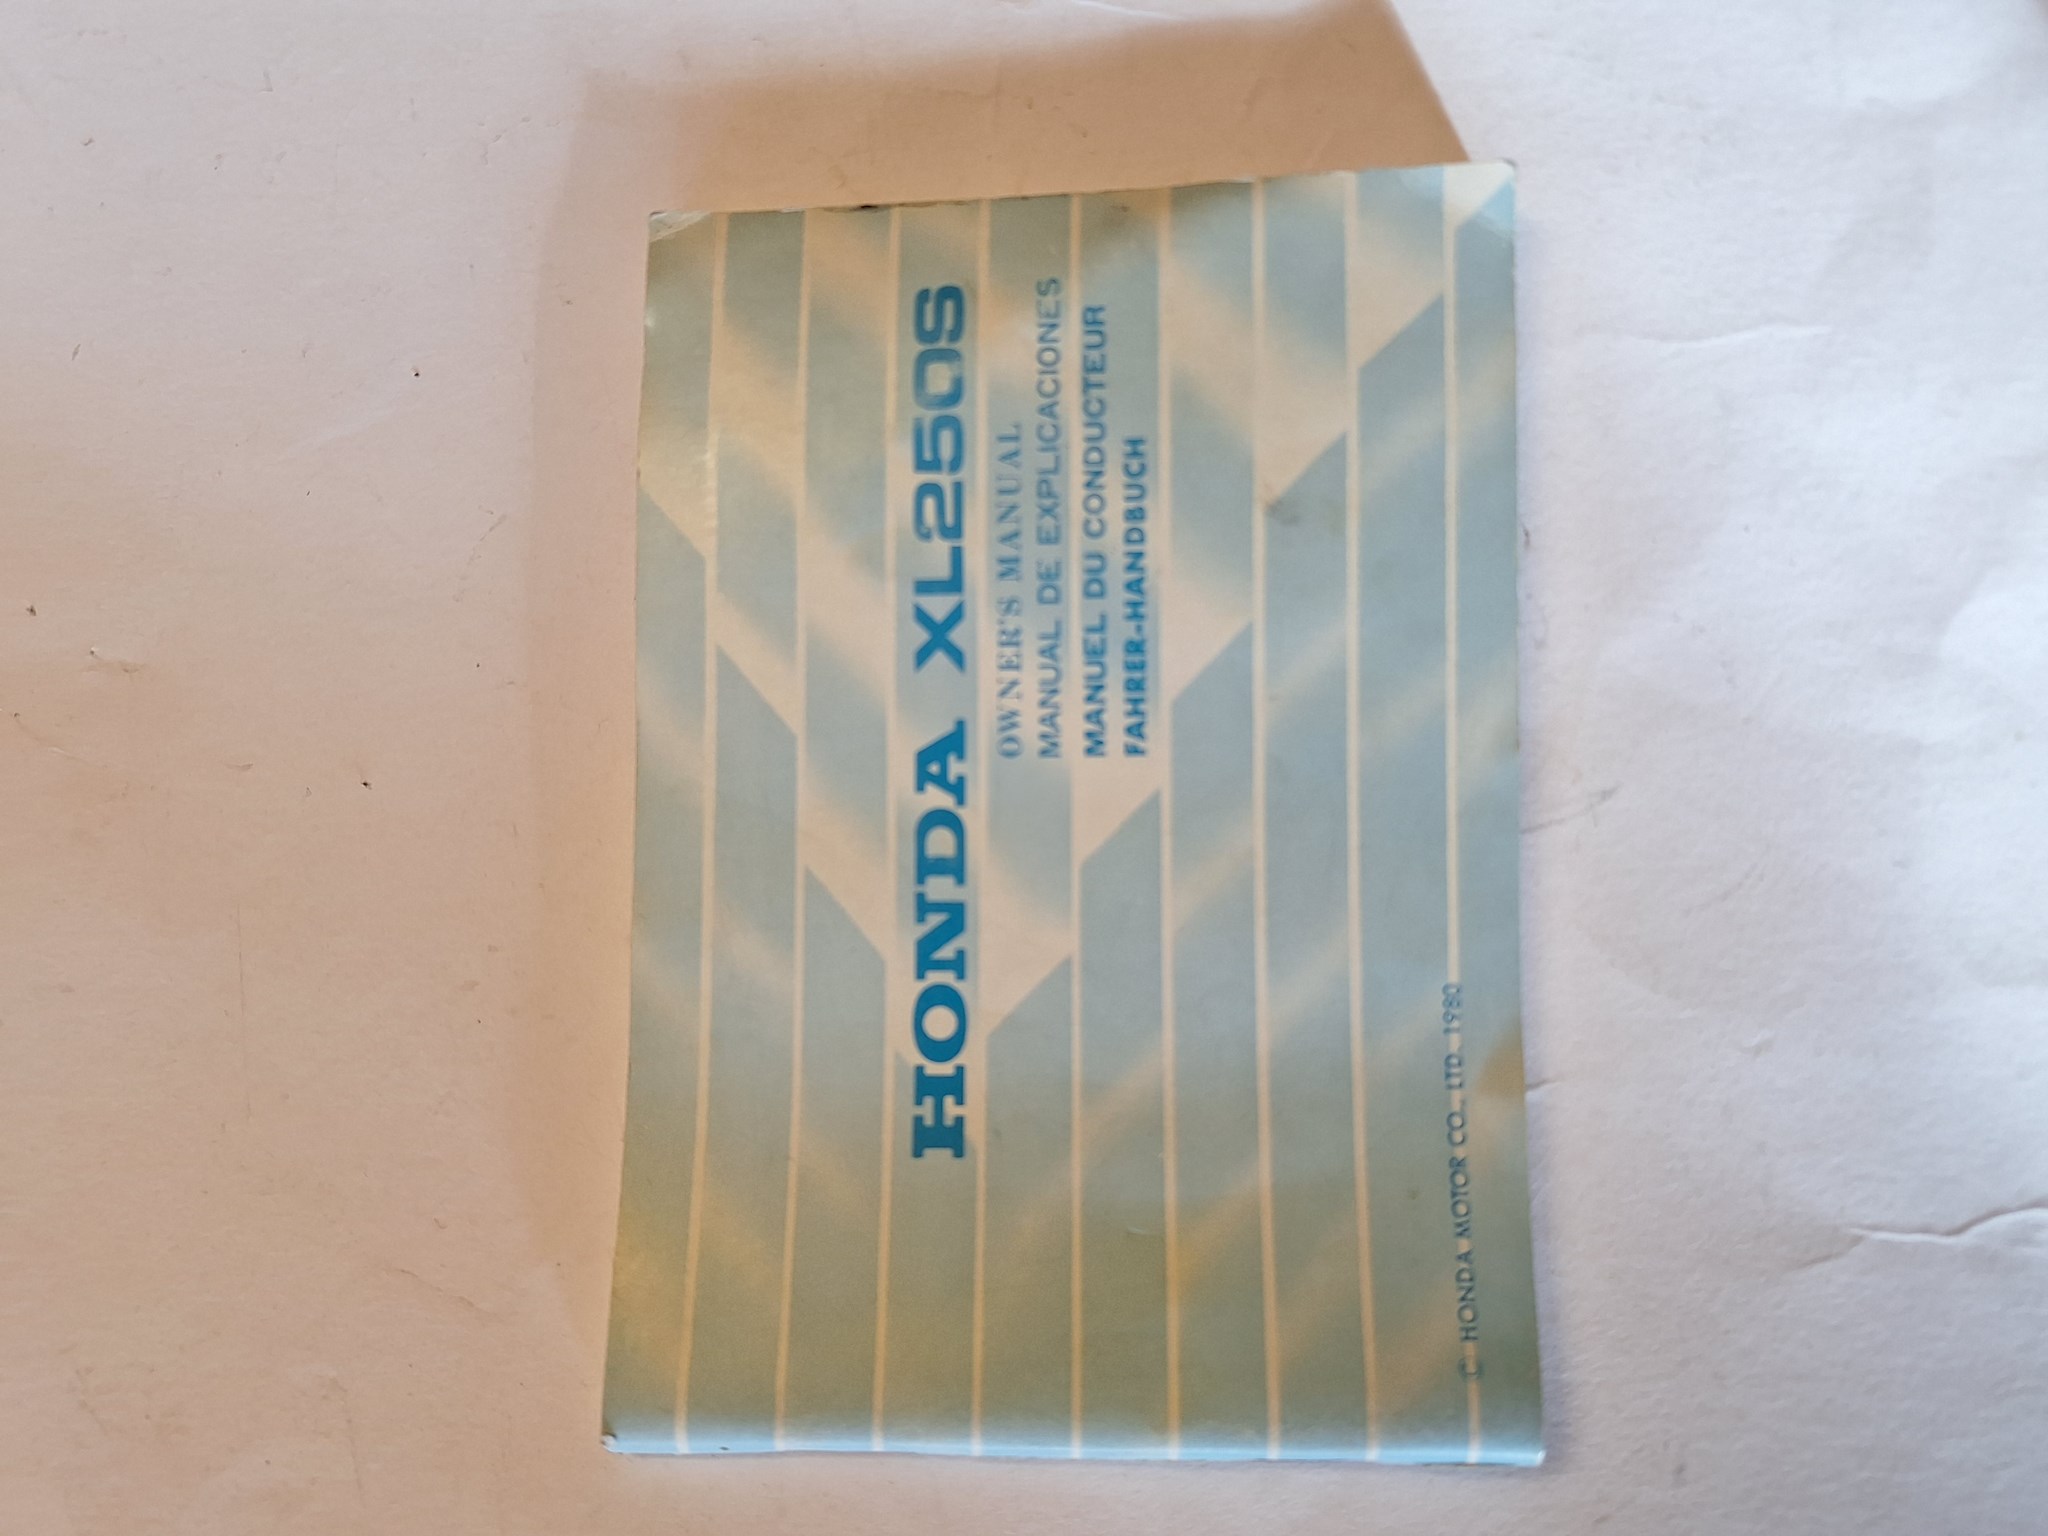 HONDA XL250S
OWNER'S MANUAL
MANUAL DE EXPLICACIONES
MANUEL DU CONDUCTEUR
FAHRER-HANDBUCH
© HONDA MOTOR CO., LTD. 1980